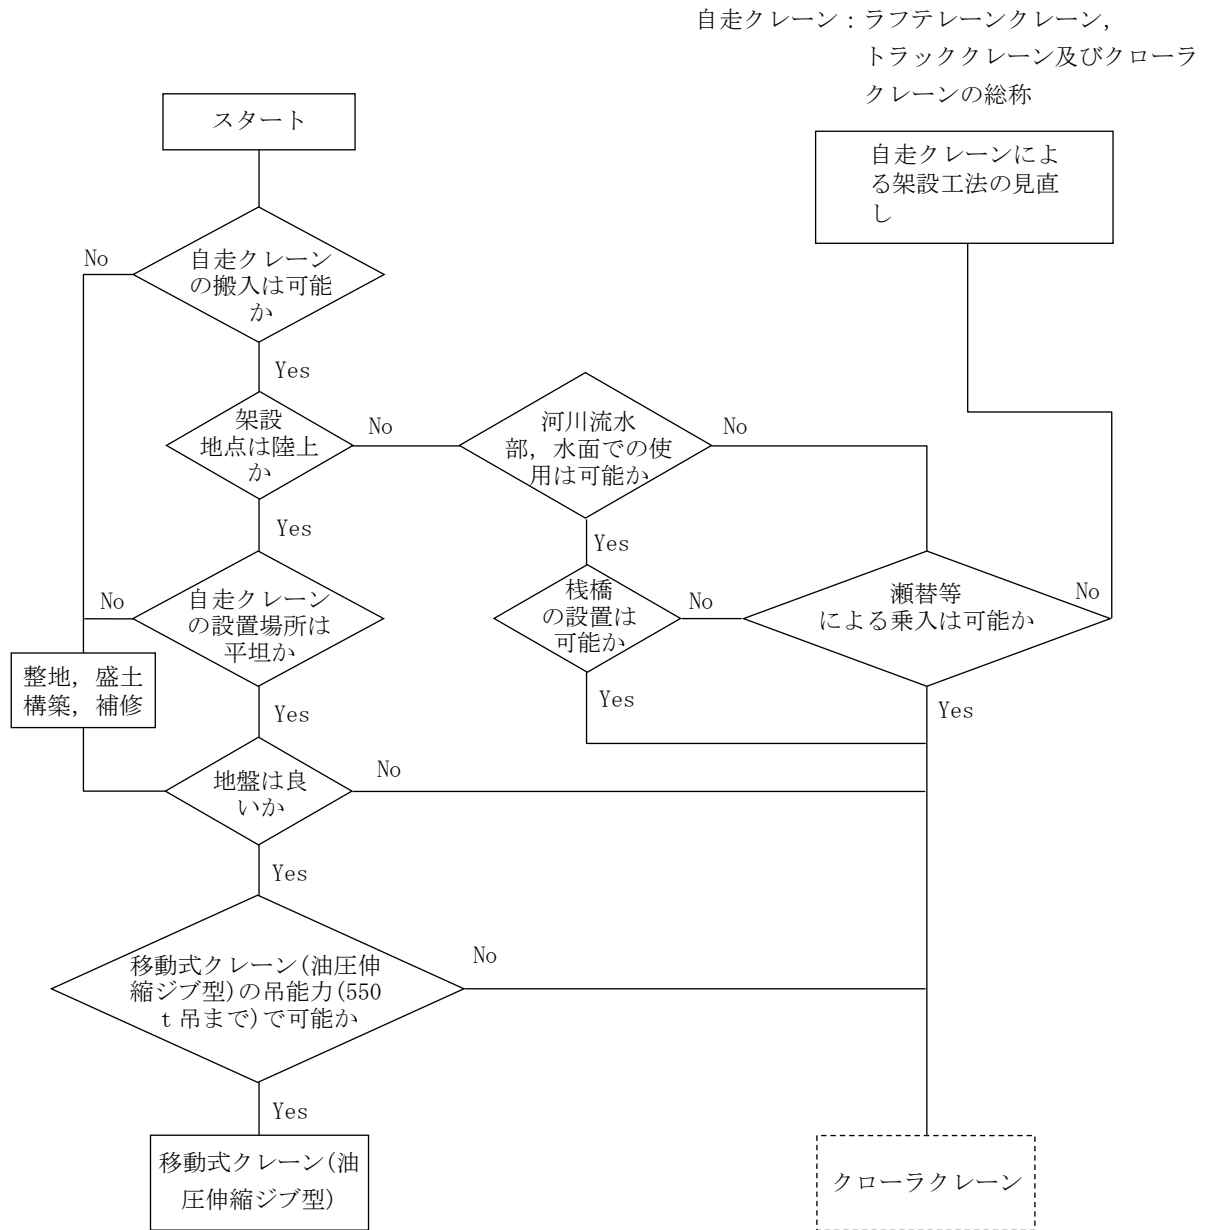 自走クレーン：ラフテレーンクレーン，
トラッククレーン及びクローラ
クレーンの総称
スタート
自走クレーンによ
る架設工法の見直
し
No
自走クレーン
の搬入は可能
か
Yes
架設
地点は陸上
か
No
河川流水
部，水面での使
用は可能か
No
Yes
Yes
No
自走クレーン
の設置場所は
平坦か
桟橋
の設置は
可能か
No
瀬替等
による乗入は可能か
No
整地，盛土
構築，補修
Yes
Yes
Yes
地盤は良
いか
No
Yes
移動式クレーン(油圧伸
縮ジブ型)の吊能力(550
t 吊まで)で可能か
No
Yes
移動式クレーン(油
圧伸縮ジブ型)
クローラクレーン